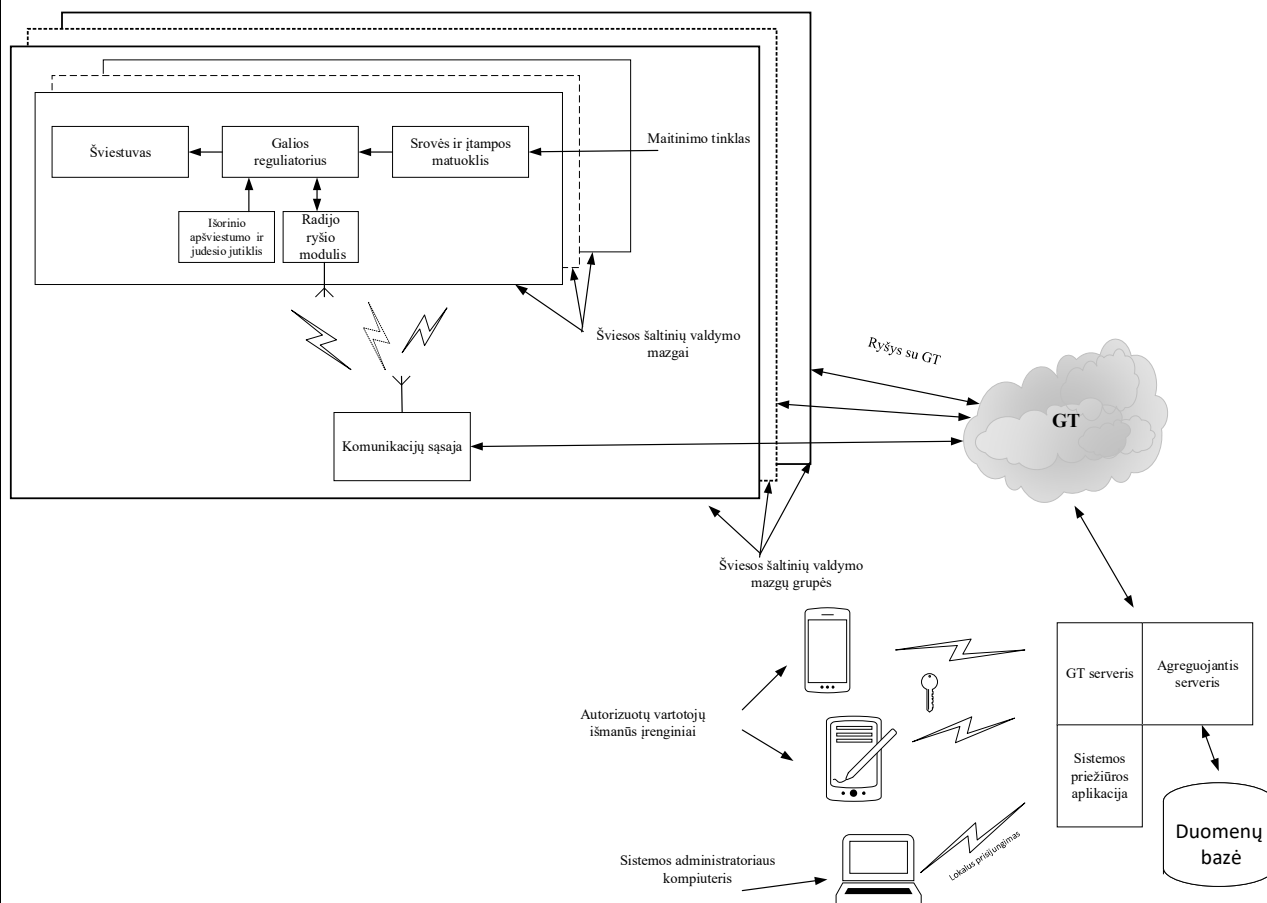 Šviestuvas
Galios
reguliatorius
Srovės ir įtampos
matuoklis
Maitinimo tinklas
Išorinio
apšviestumo ir
judesio jutiklis
Radijo
ryšio
modulis
Šviesos šaltinių valdymo
mazgai
Ryšys su GT
GT
Komunikacijų sąsaja
Šviesos šaltinių valdymo
mazgų grupės
GT serveris
Agreguojantis
serveris
Autorizuotų vartotojų
išmanūs įrenginiai
Sistemos
priežiūros
aplikacija
Duomenų
bazė
Sistemos administratoriaus
kompiuteris
Lokalus prisijungimas